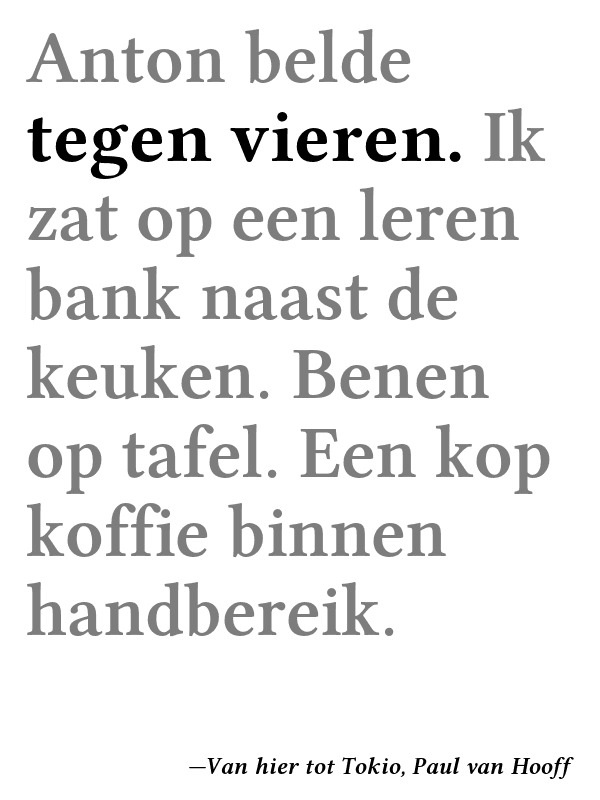 Anton belde
tegen vieren. Ik
zat op een leren
bank naast de
keuken. Benen
op tafel. Een kop
koffie binnen
handbereik.
—Van hier tot Tokio, Paul van Hooff